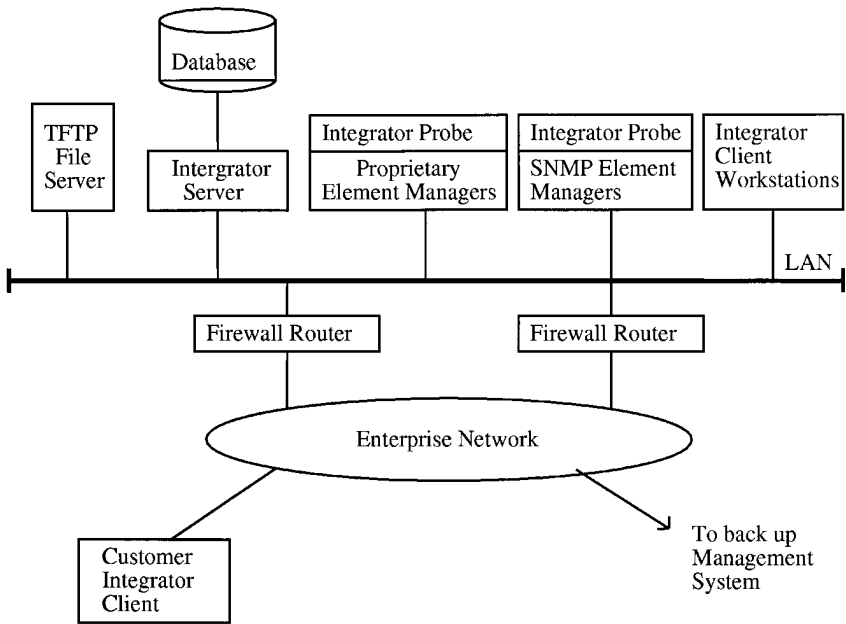 Database
TFTP
File
Server
Intergrator
Server
Integrator Probe
Proprietary
Element Managers
Integrator Probe
SNMP Element
Managers
Integrator
Client
Workstations
LAN
Firewall Router
Firewall Router
Enterprise Network
Customer
Integrator
Client
To back up
Management
System